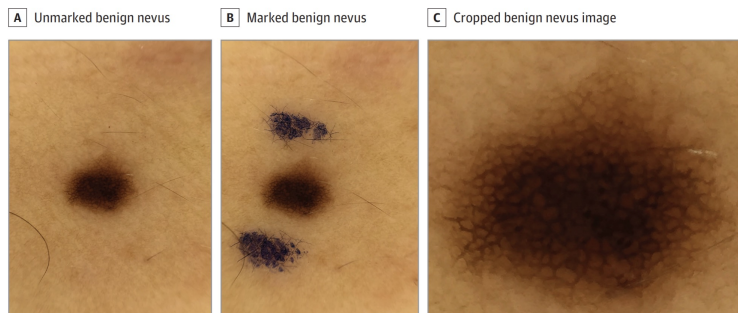 A Unmarked benign nevus
B Marked benign nevus
C Cropped benign nevus image